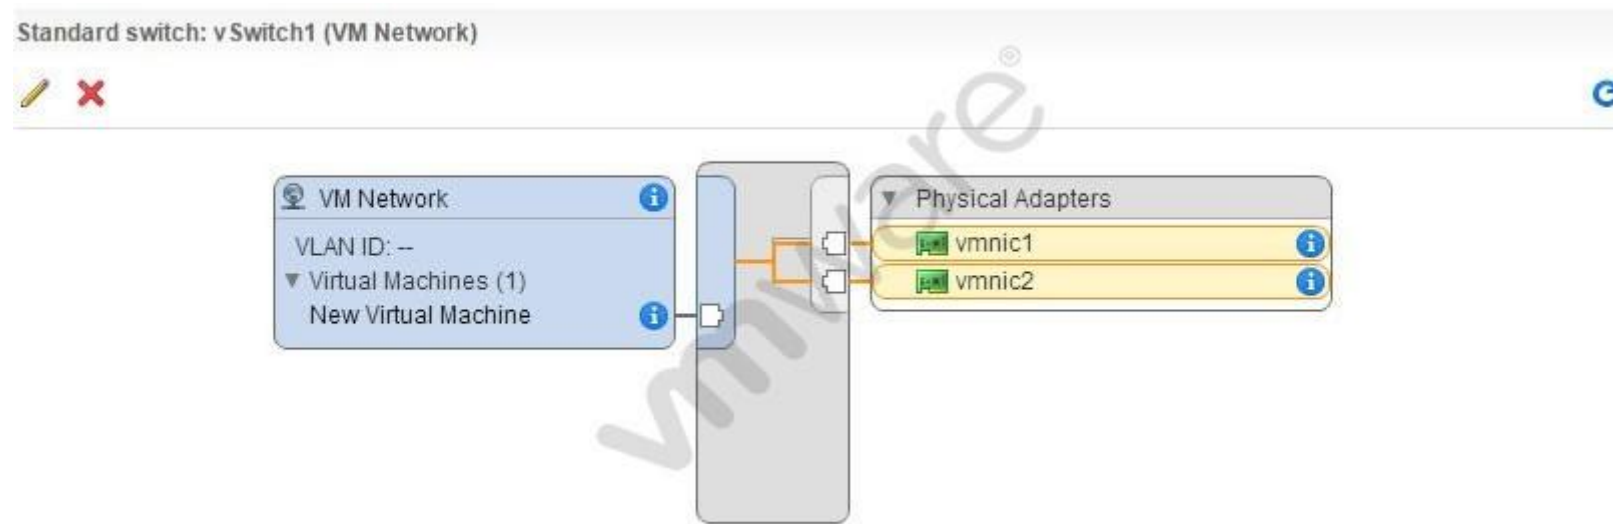 Standard switch: vSwitch1 (VM Network)
VM Network
VLAN ID: --
Virtual Machines (1)
New Virtual Machine
Physical Adapters
vmnic1
vmnic2
vmware®